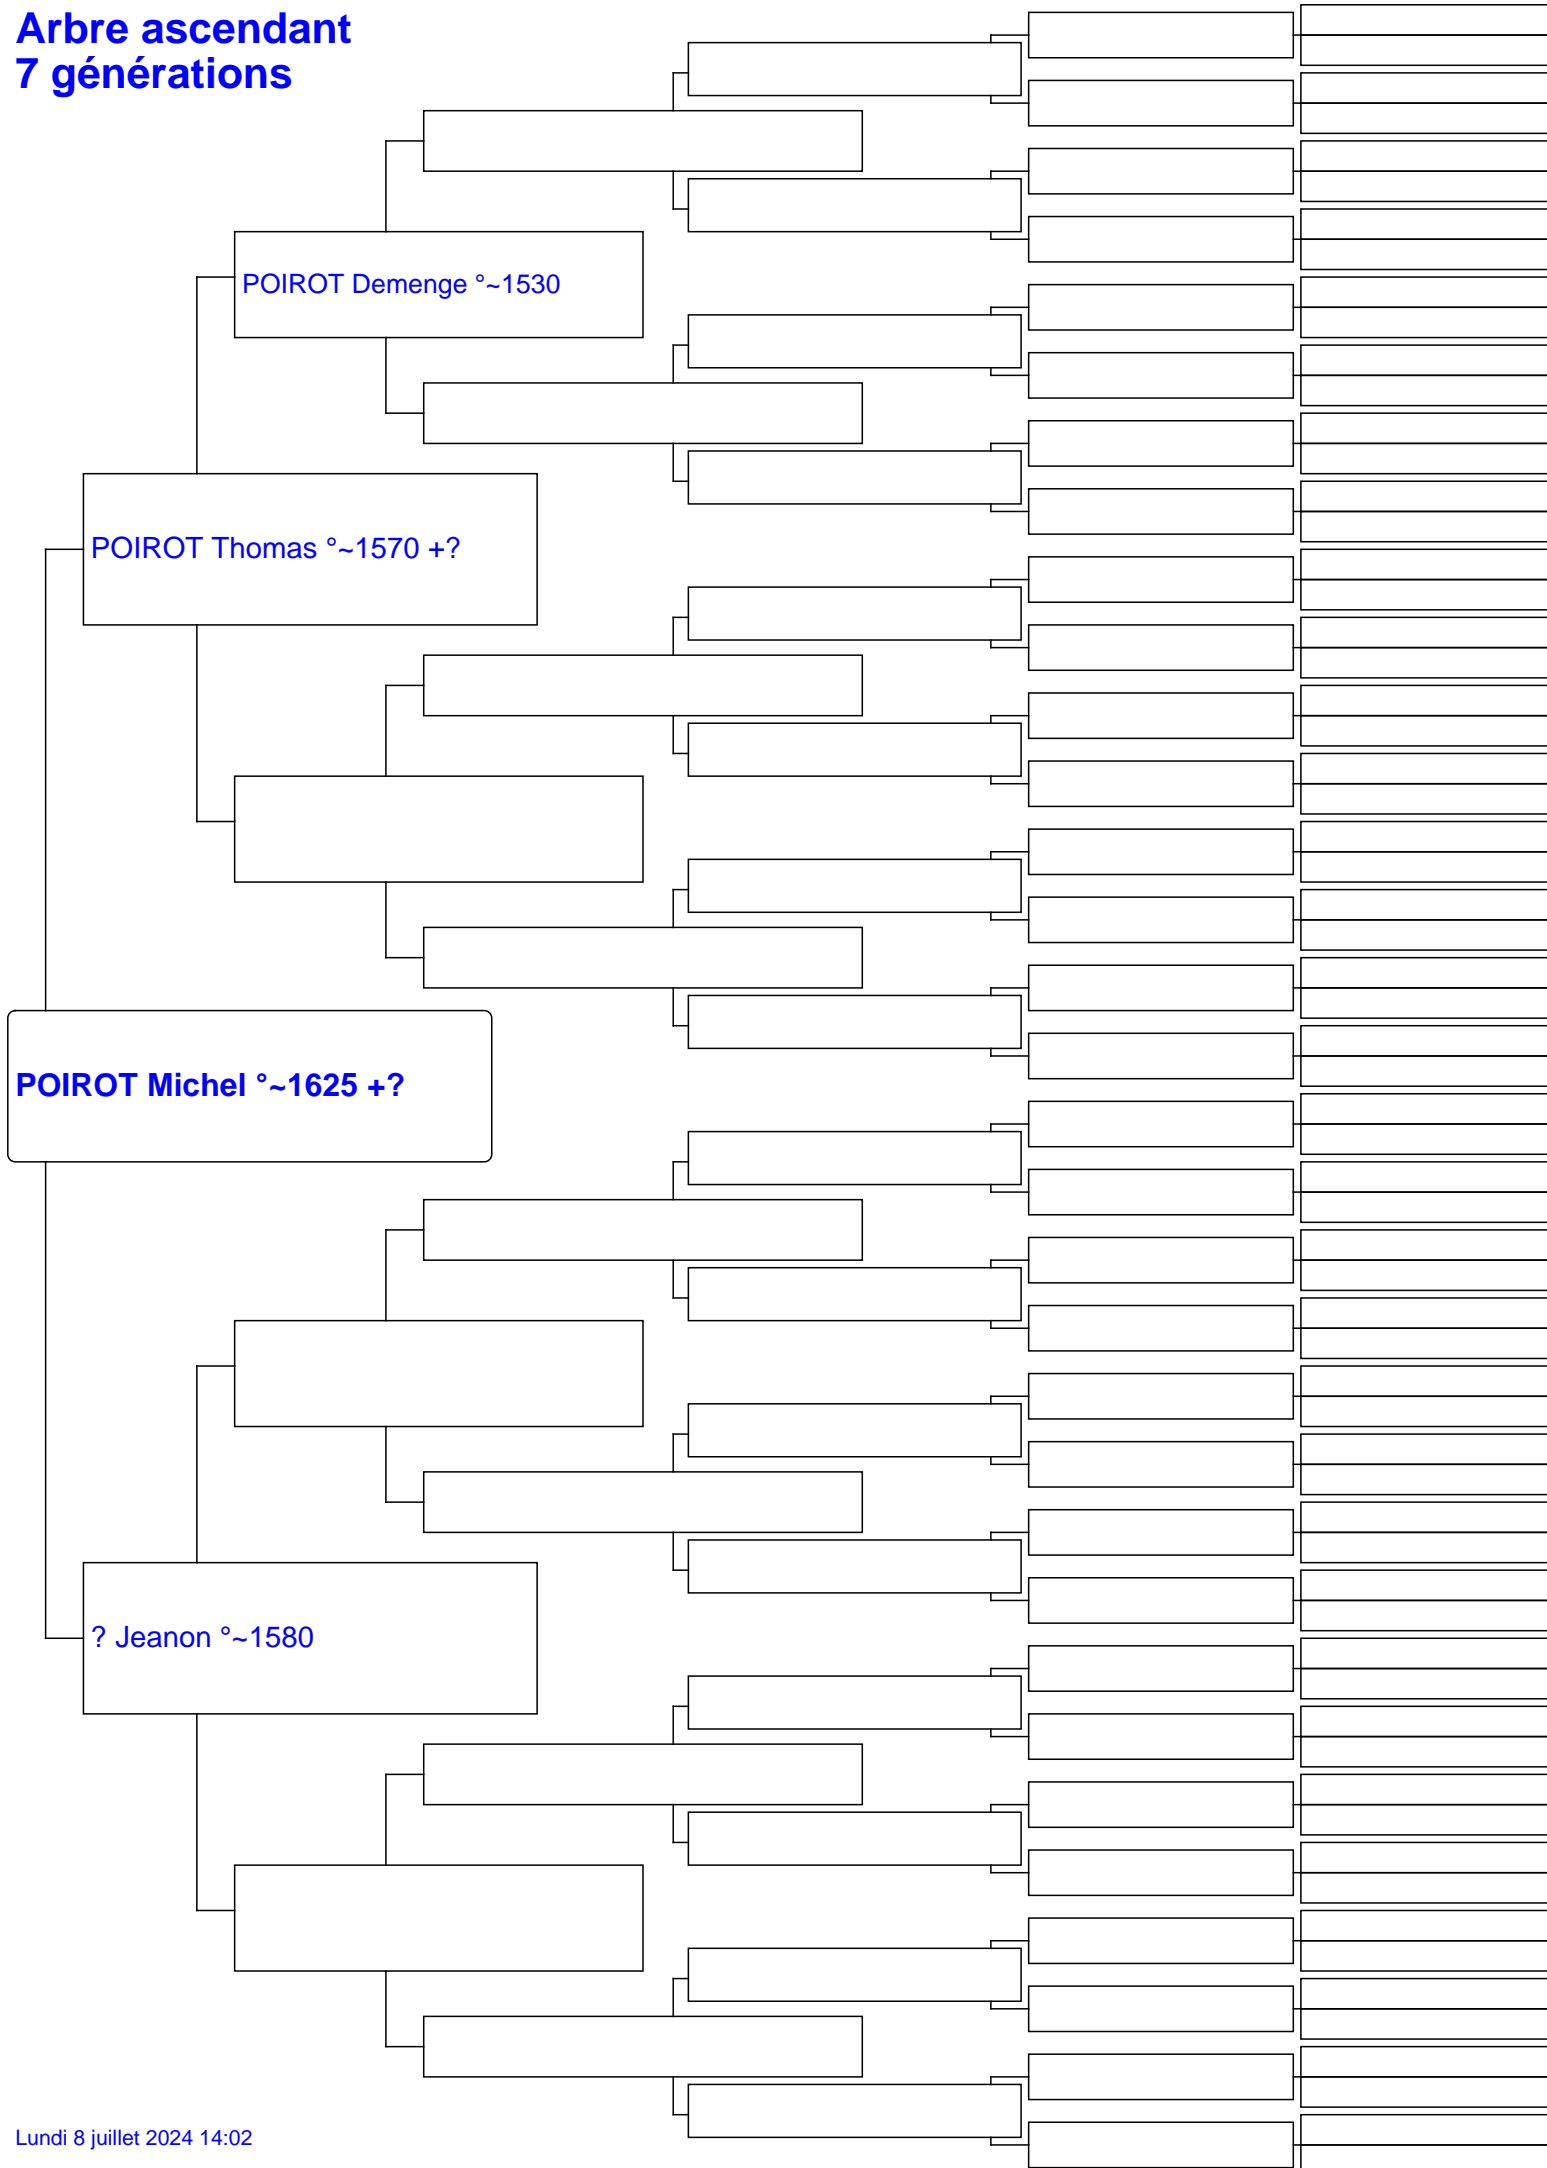 Arbre ascendant
7 générations
POIROT Demenge °~1530
POIROT Thomas °~1570 +?
POIROT Michel °~1625 +?
? Jeanon °~1580
Lundi 8 juillet 2024 14:02